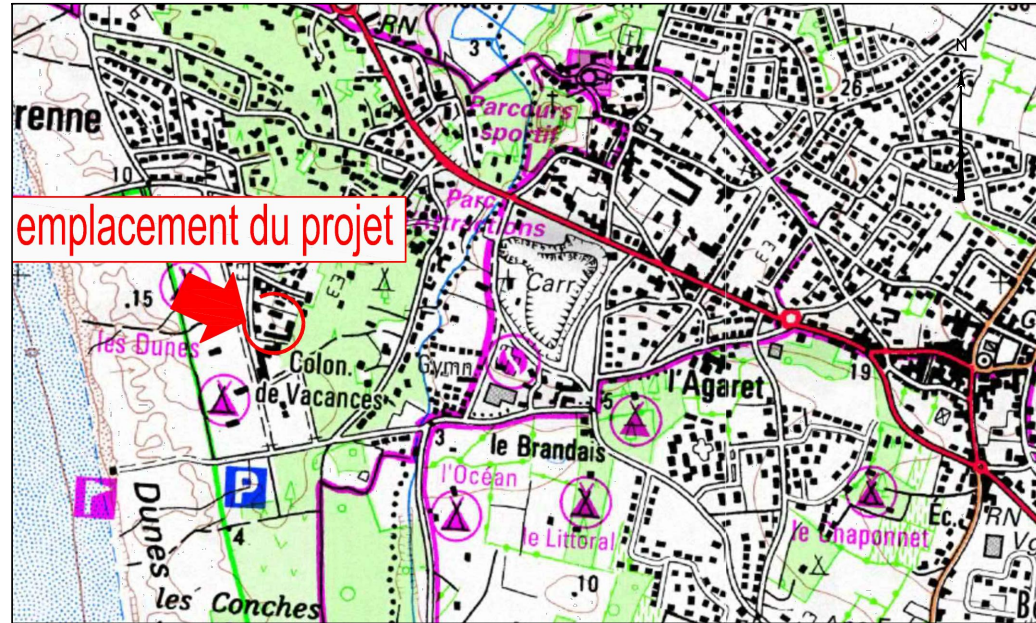 RN
3
N
26
Parcours
sportif
renne
10
Parc
attractions
emplacement du projet
Carr.
.15
les Dunes
Colon.
de Vacances
Gymn.
l'Agaret
19
5
3
le Brandais
l'Océan
P
le Littoral
le Chaponnet
Ec.
RN
4
Dunes
les Conches
.10